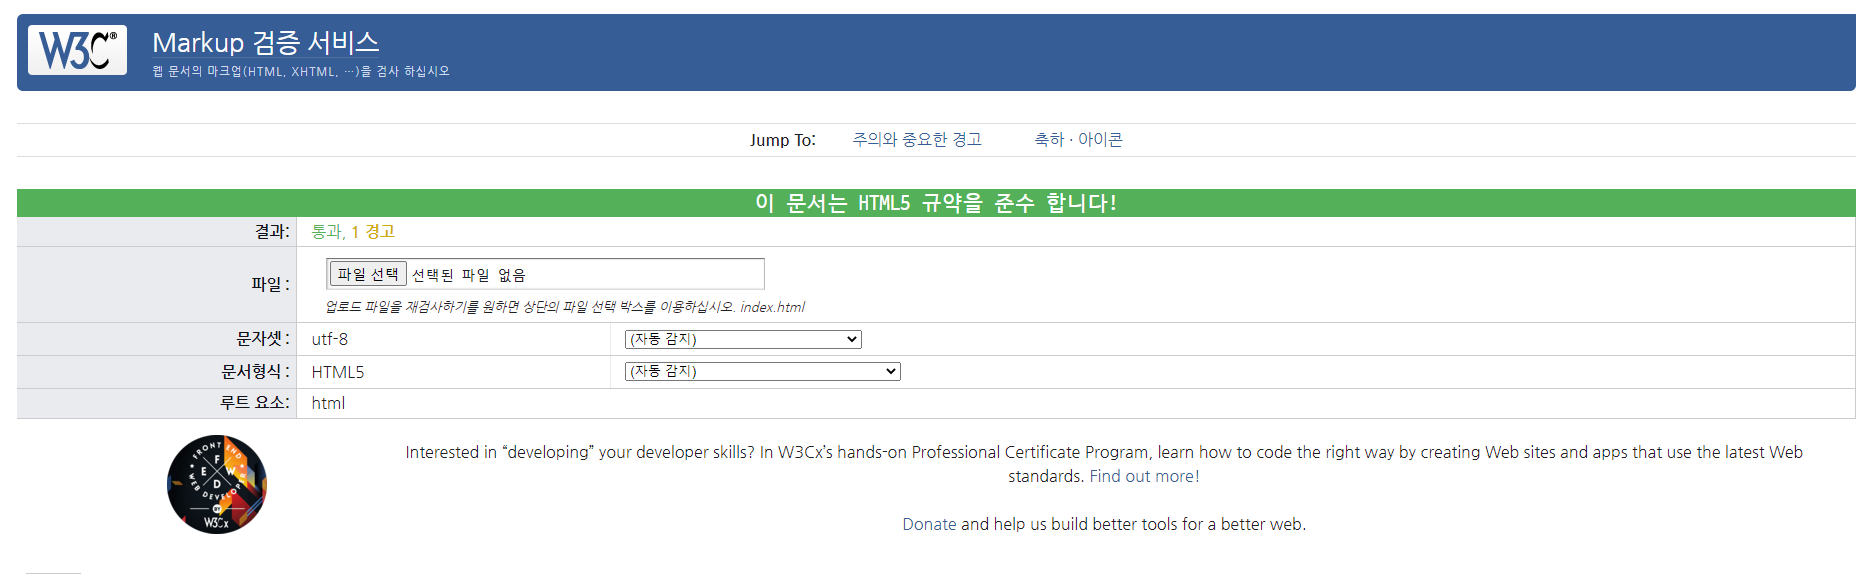 W3C®
Markup 검증 서비스
웹 문서의 마크업(HTML, XHTML, …)을 검사 하십시오
Jump To: 주의와 중요한 경고 축하 · 아이콘
이 문서는 HTML5 규약을 준수 합니다!
결과: 통과, 1 경고
파일 : 파일 선택 선택된 파일 없음
업로드 파일을 재검사하기를 원하면 상단의 파일 선택 박스를 이용하십시오. index.html
문자셋 : utf-8 (자동 감지)
문서형식 : HTML5 (자동 감지)
루트 요소: html
FRONT END
WEB DEVELOPER
F E W D
BY
W3Cx
Interested in “developing” your developer skills? In W3Cx’s hands-on Professional Certificate Program, learn how to code the right way by creating Web sites and apps that use the latest Web
standards. Find out more!
Donate and help us build better tools for a better web.